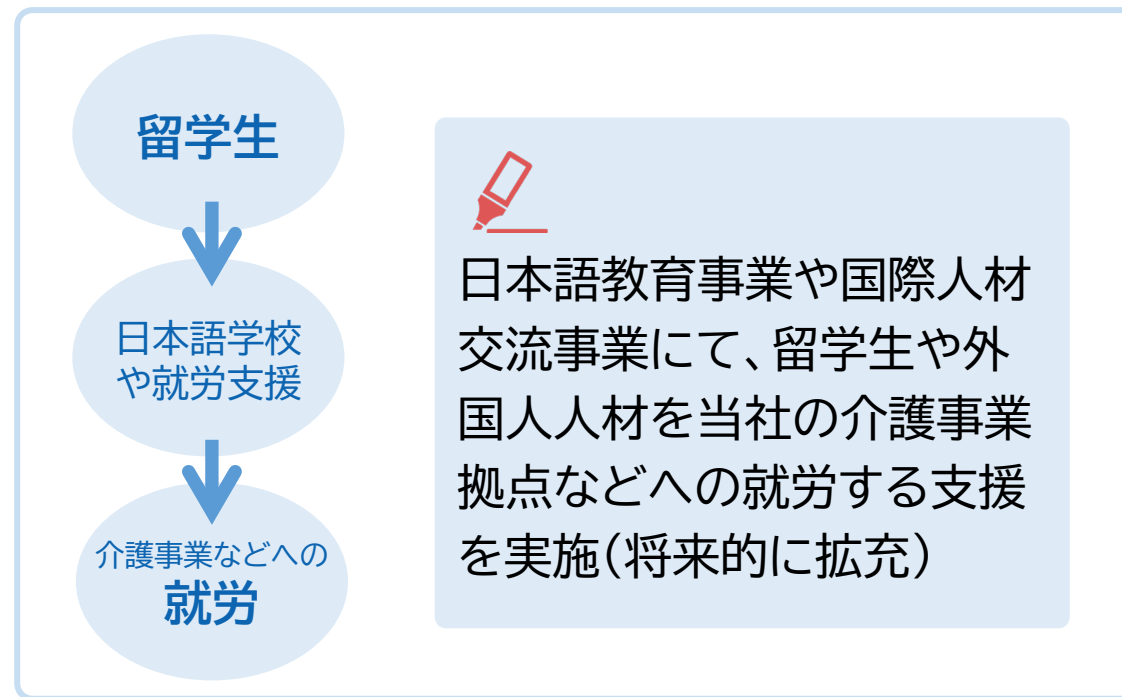 留学生
日本語学校
や就労支援
介護事業などへの
就労
日本語教育事業や国際人材
交流事業にて、留学生や外
国人人材を当社の介護事業
拠点などへの就労する支援
を実施(将来的に拡充)